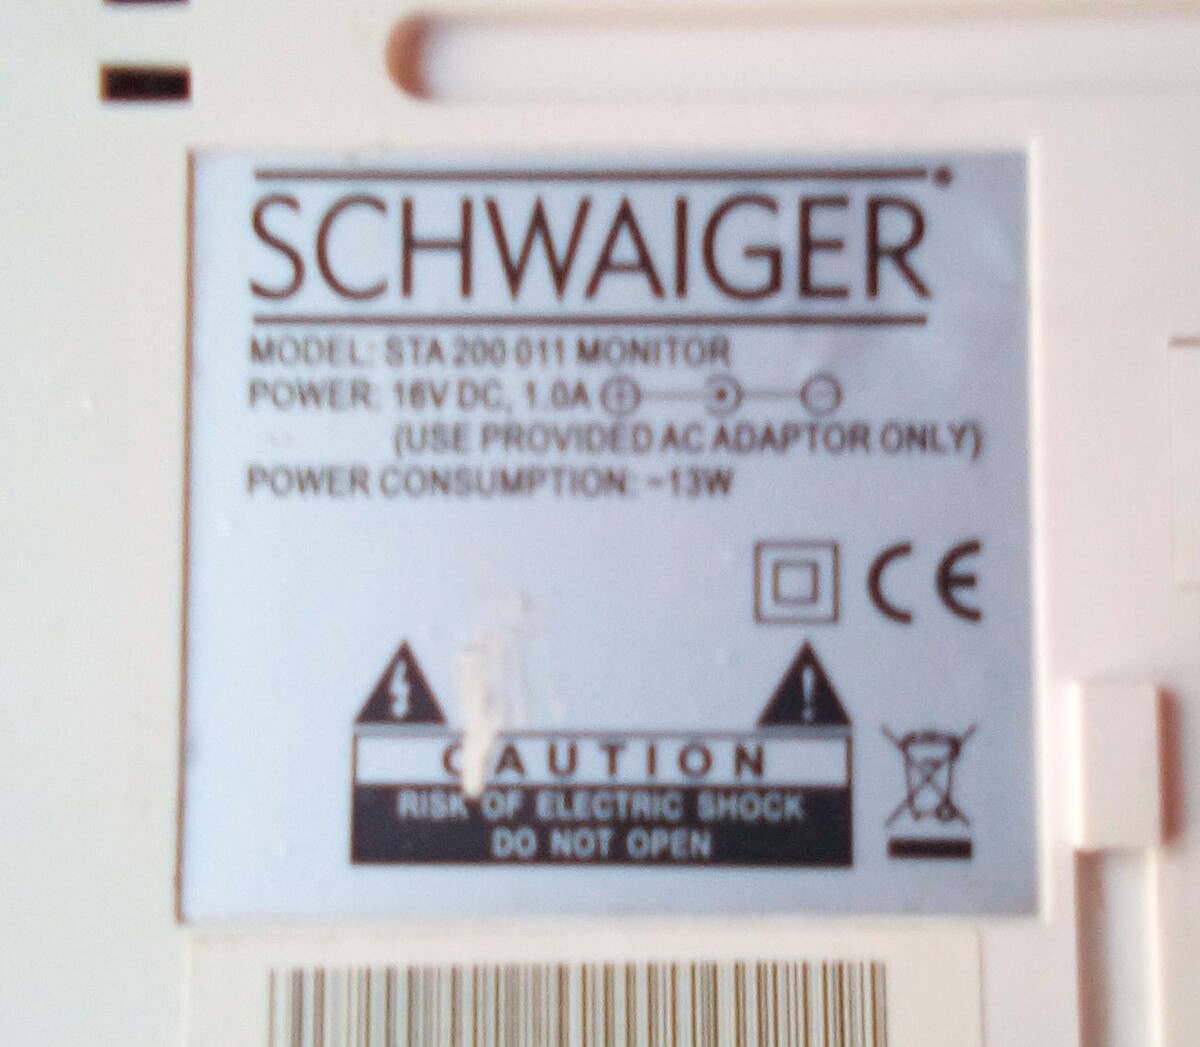 SCHWAIGER
MODEL: STA 200 011 MONITOR
POWER: 16V DC, 1.0A
(USE PROVIDED AC ADAPTOR ONLY)
POWER CONSUMPTION: ~13W
CE
CAUTION
RISK OF ELECTRIC SHOCK
DO NOT OPEN